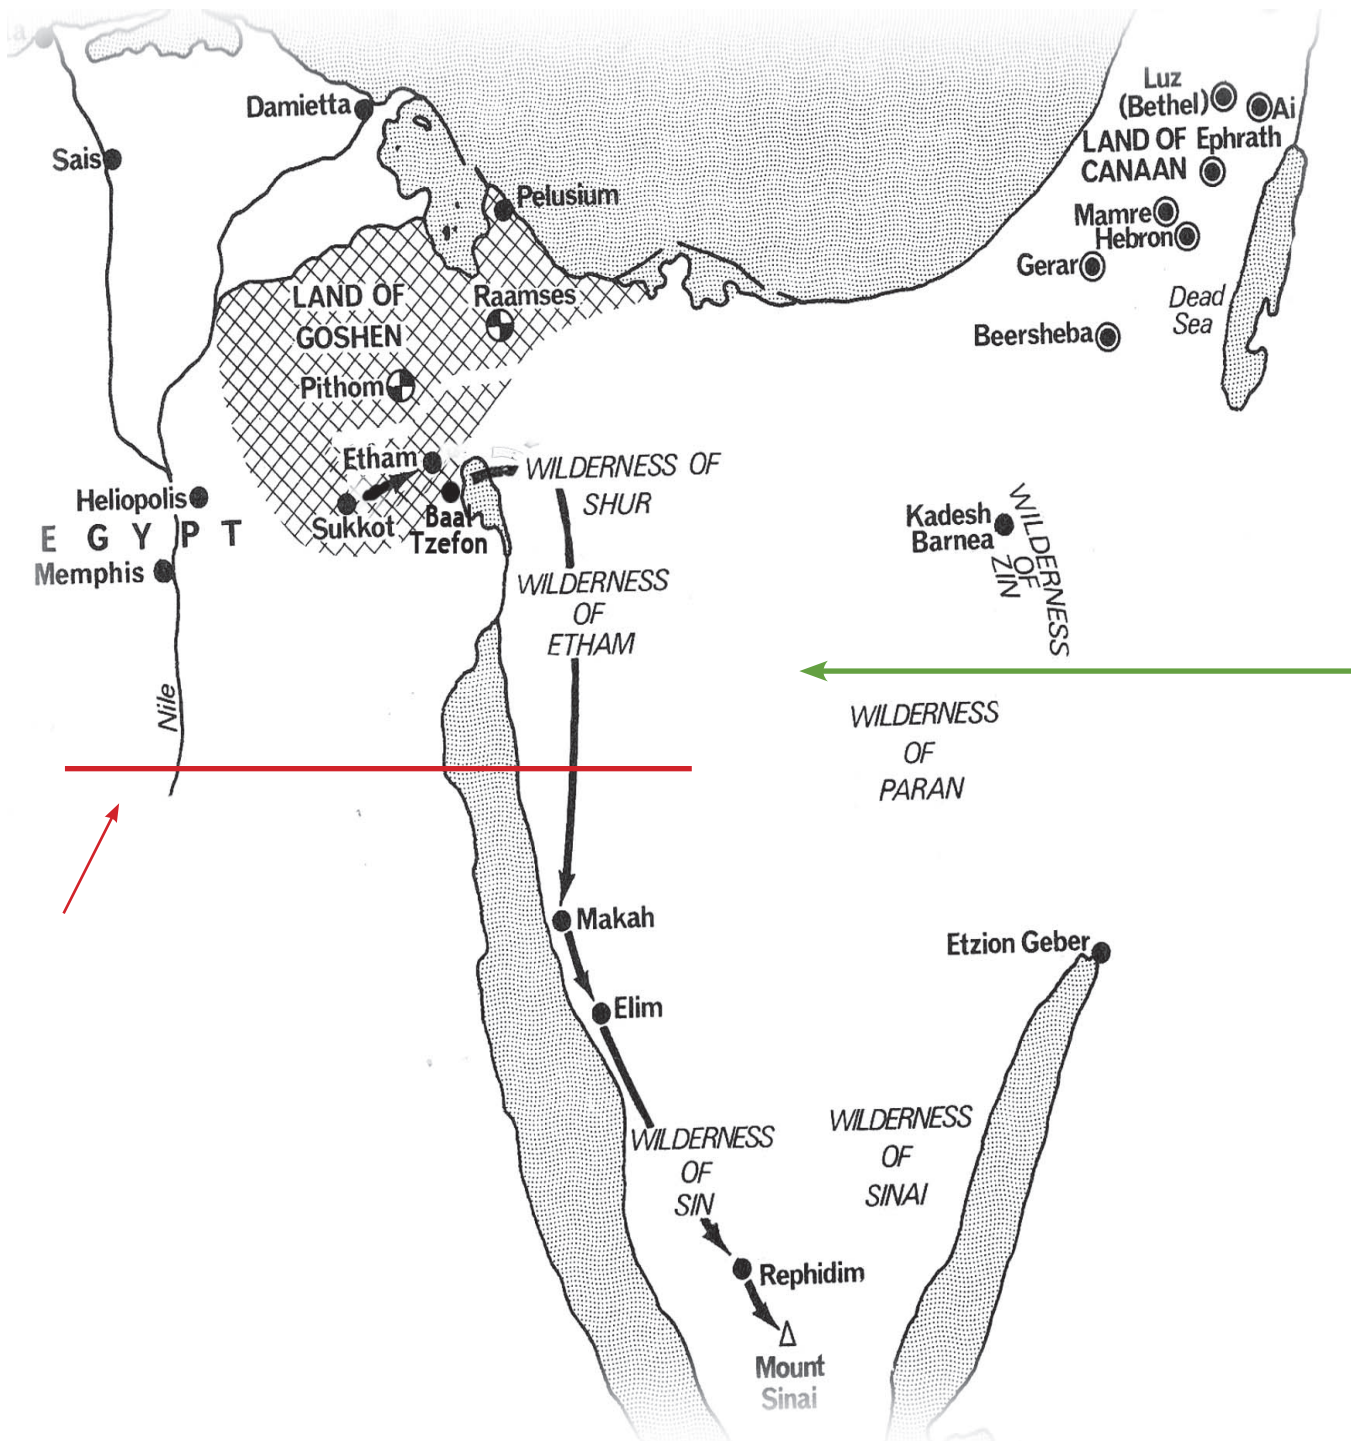 Damietta
Sais
Pelusium
LAND OF
GOSHEN
Raamses
Pithom
Etham
Sukkot
Baal
Tzefon
Heliopolis
EGYPT
Memphis
Nile
Luz
(Bethel)
Ai
LAND OF
CANAAN
Ephrath
Mamre
Hebron
Gerar
Dead
Sea
Beersheba
WILDERNESS OF
SHUR
WILDERNESS
OF
ETHAM
Kadesh
Barnea
WILDERNESS
OF
ZIN
WILDERNESS
OF
PARAN
Makah
Elim
Etzion Geber
WILDERNESS
OF
SIN
WILDERNESS
OF
SINAI
Rephidim
Mount
Sinai